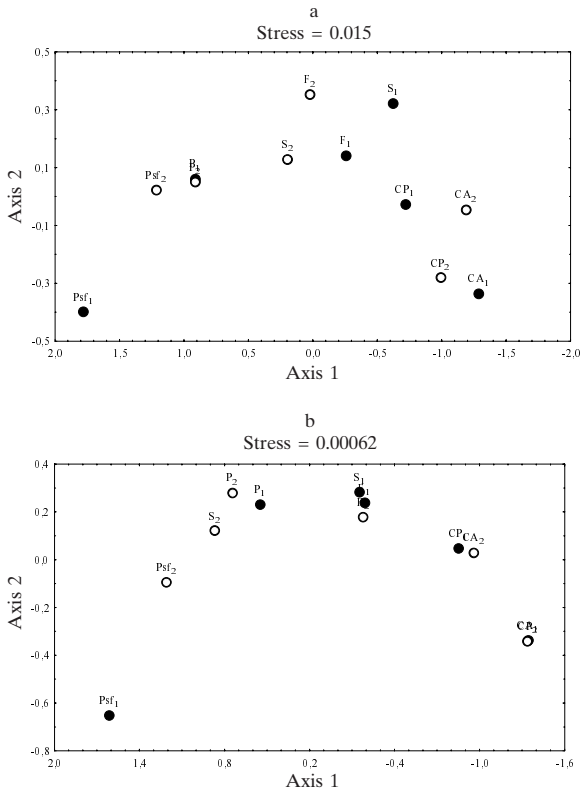 a
Stress = 0.015
0,5
0,3
0,1
-0,1
-0,3
-0,5
Axis 2
F2
S1
S2
F1
Psf2
CP1
CA2
CP2
CA1
Psf1
2,0 1,5 1,0 0,5 0,0 -0,5 -1,0 -1,5 -2,0
Axis 1
b
Stress = 0.00062
0,4
0,2
0,0
-0,2
-0,4
-0,6
-0,8
Axis 2
P2
P1
S1
S2
CA2
Psf2
Psf1
2,0 1,4 0,8 0,2 -0,4 -1,0 -1,6
Axis 1